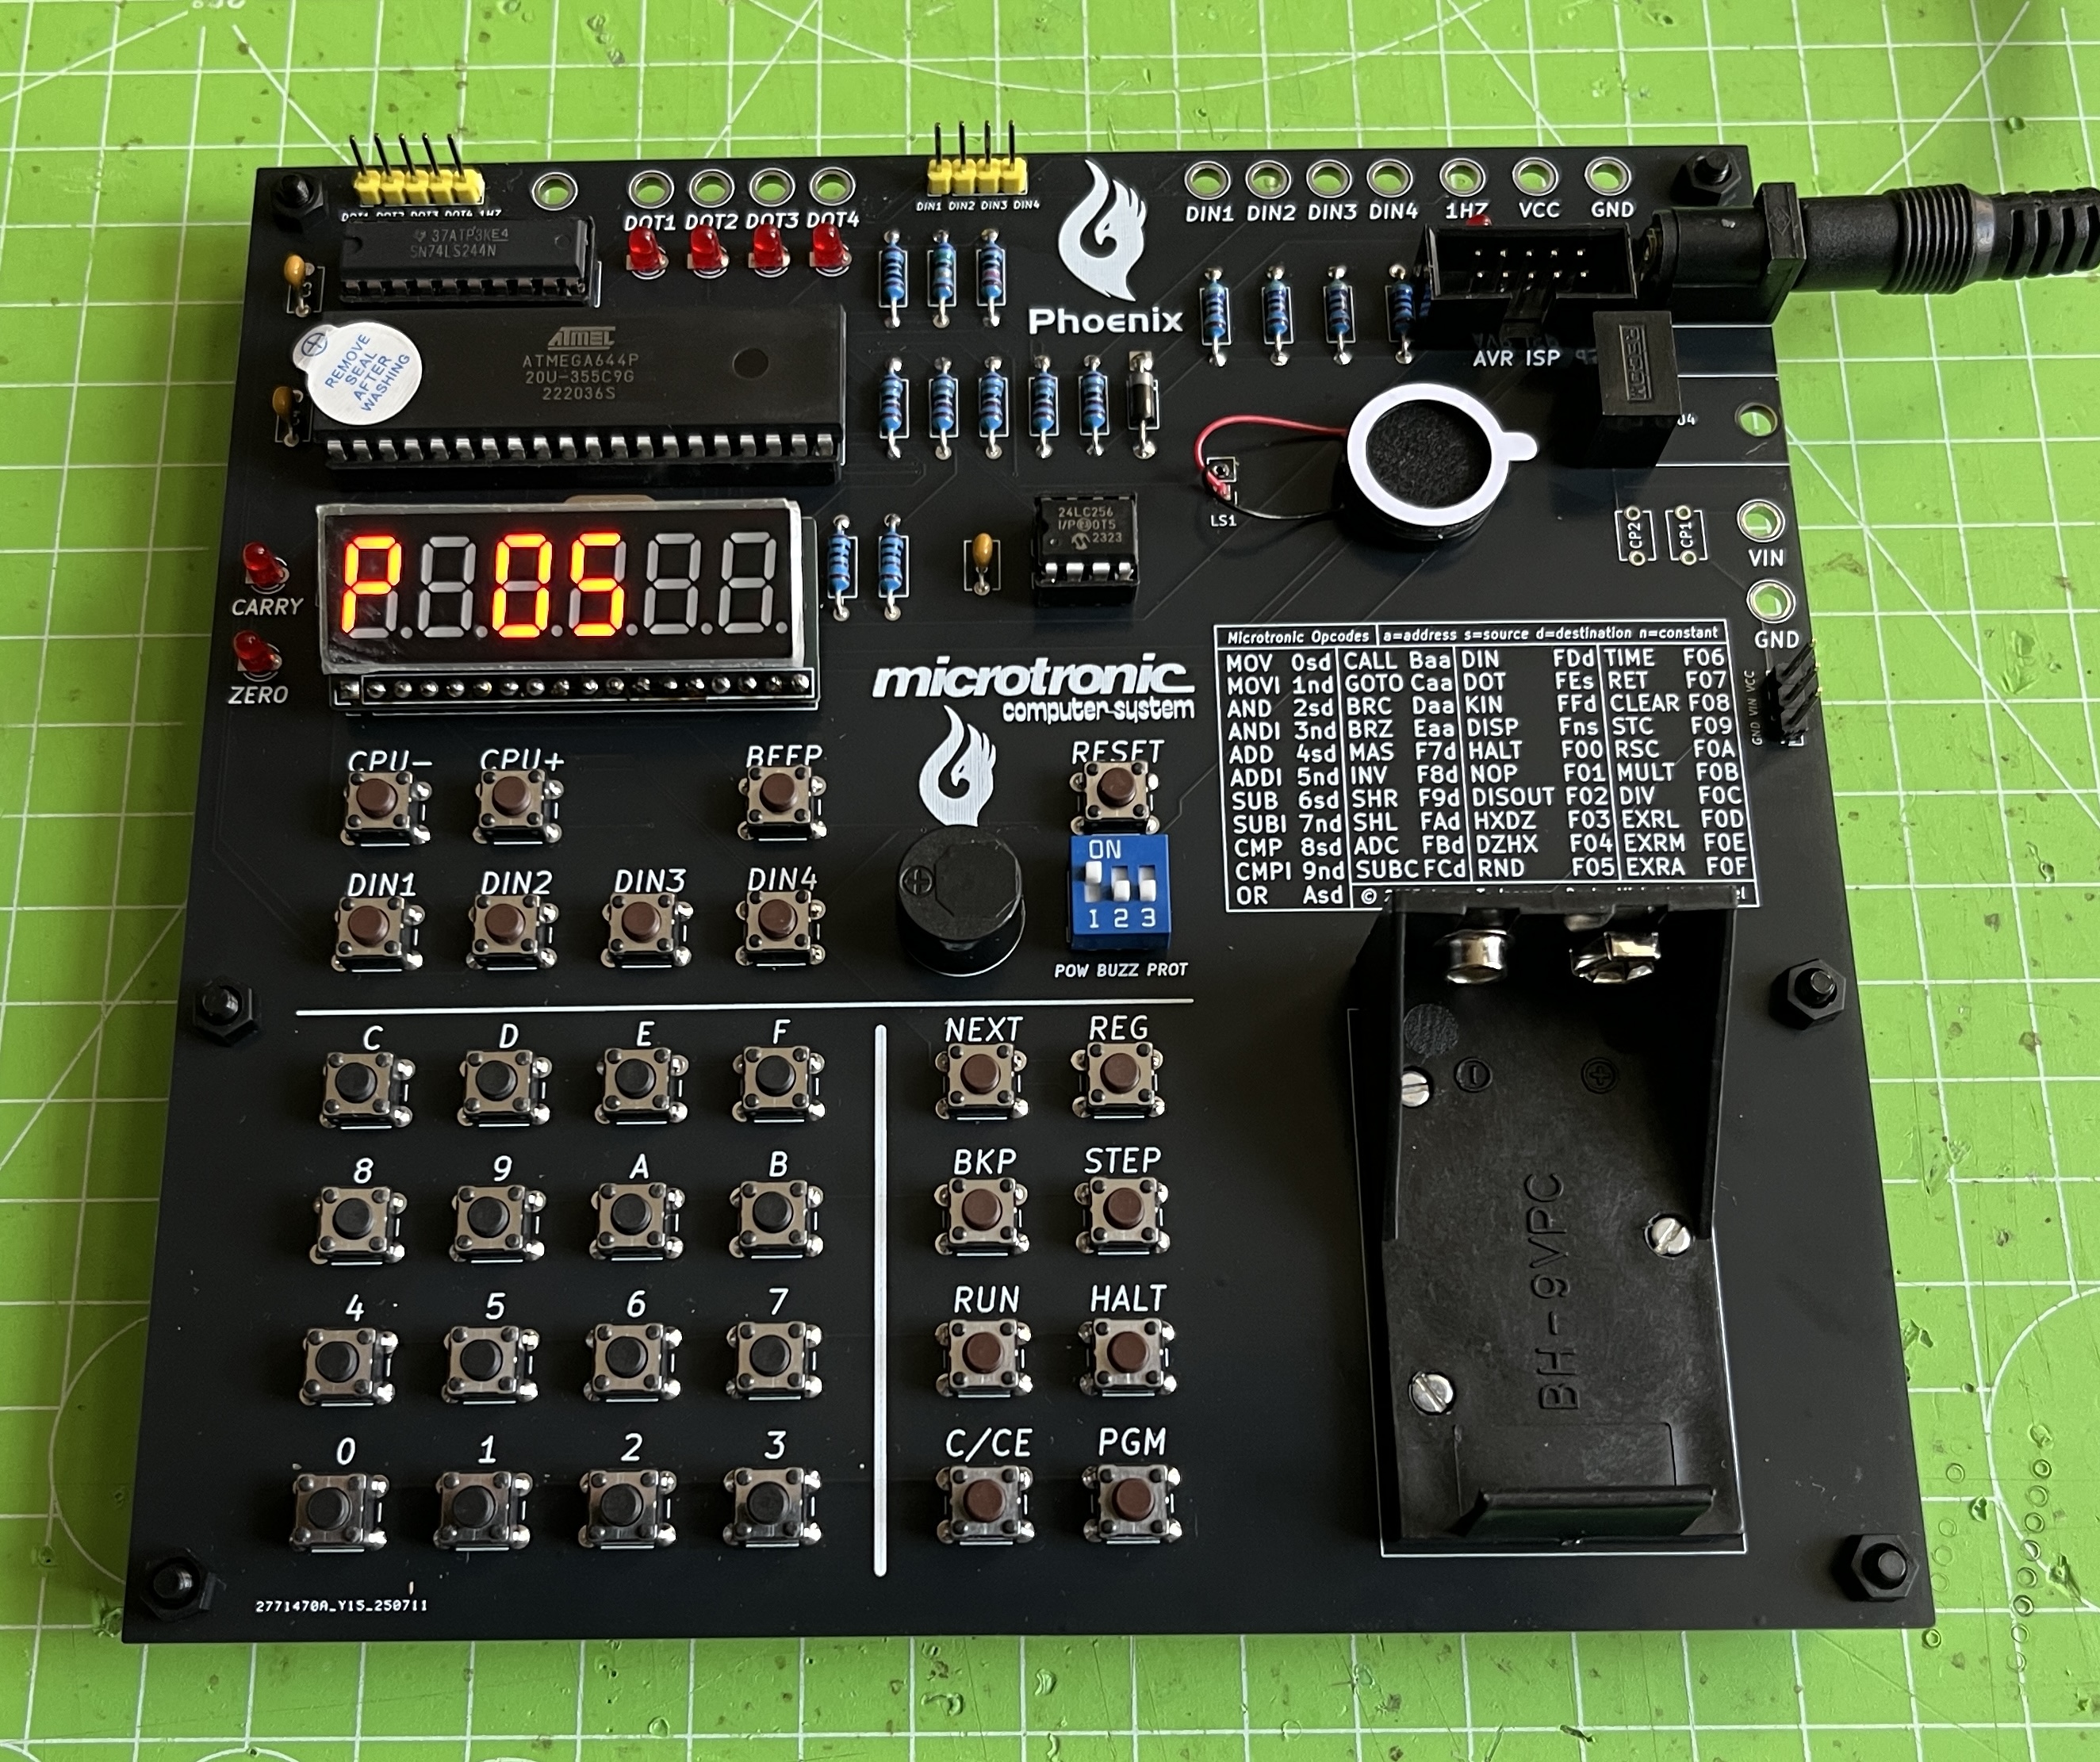 DOT1 DOT2 DOT3 DOT4 1HZ
DOT1 DOT2 DOT3 DOT4
DIN1 DIN2 DIN3 DIN4
DIN1 DIN2 DIN3 DIN4 1HZ VCC GND
37ATP3KE4
SN74LS244N
Phoenix
AVR ISP
ATMEL
ATMEGA644P
20U-355C9G
222036S
REMOVE
SEAL
AFTER
WASHING
24LC256
2323
LS1
CP2 CP1
VIN
GND
GND VIN VCC
CARRY
ZERO
P 05
microtronic
computer system
Microtronic Opcodes a=address s=source d=destination n=constant
MOV 0sd CALL Baa DIN FDd TIME F06
MOVI 1nd GOTO Caa DOT FEs RET F07
AND 2sd BRC Daa KIN FFd CLEAR F08
ANDI 3nd BRZ Eaa DISP Fns STC F09
ADD 4sd MAS F7d HALT F00 RSC F0A
ADDI 5nd INV F8d NOP F01 MULT F0B
SUB 6sd SHR F9d DISOUT F02 DIV F0C
SUBI 7nd SHL FAd HXDZ F03 EXRL F0D
CMP 8sd ADC FBd DZHX F04 EXRM F0E
CMPI 9nd SUBC FCd RND F05 EXRA F0F
OR Asd ©
CPU- CPU+ BEEP RESET
DIN1 DIN2 DIN3 DIN4
ON
1 2 3
POW BUZZ PROT
C D E F NEXT REG
8 9 A B BKP STEP
4 5 6 7 RUN HALT
0 1 2 3 C/CE PGM
BH-9VPC
2771470A_Y15_250711